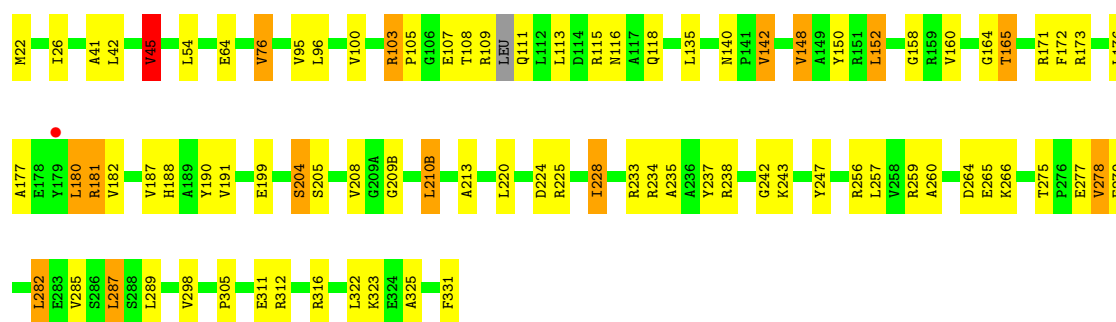 M22 I26 A41 L42 V45 L54 E64 V76 V95 L96 V100 R103 P105 G106 E107 T108 R109 LEU Q111 L112 L113 D114 R115 N116 A117 Q118 L135 N140 P141 V142 V148 A149 Y150 R151 L152 G158 R159 V160 G164 T165 R171 F172 R173
A177 E178 Y179 L180 R181 V182 V187 H188 A189 Y190 V191 E199 S204 S205 V208 G209A G209B L210B A213 L220 D224 R225 I228 R233 R234 A235 A236 Y237 R238 G242 K243 Y247 R256 L257 V258 R259 A260 D264 E265 K266 T275 P276 E277 V278
L282 E283 V285 S286 L287 S288 L289 V298 P305 E311 R312 R316 L322 K323 E324 A325 F331